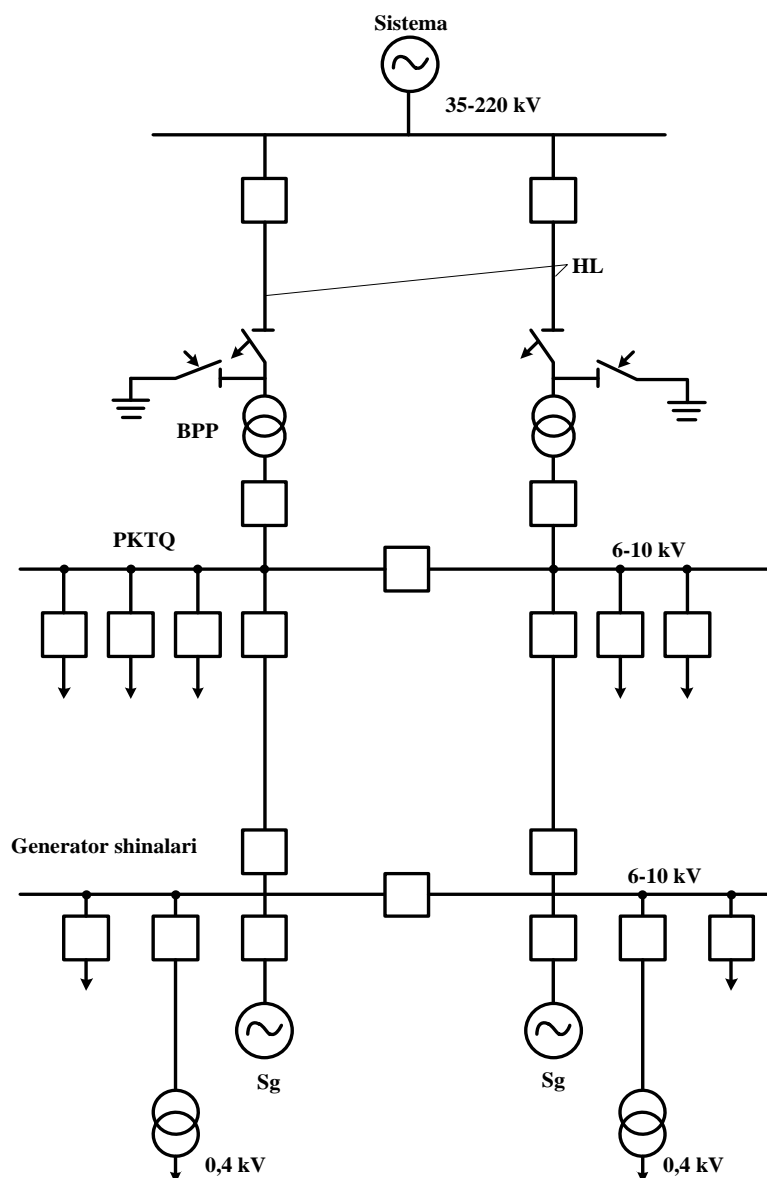 Sistema
35-220 kV
HL
BPP
PKTQ
6-10 kV
Generator shinalari
6-10 kV
Sg
Sg
0,4 kV
0,4 kV